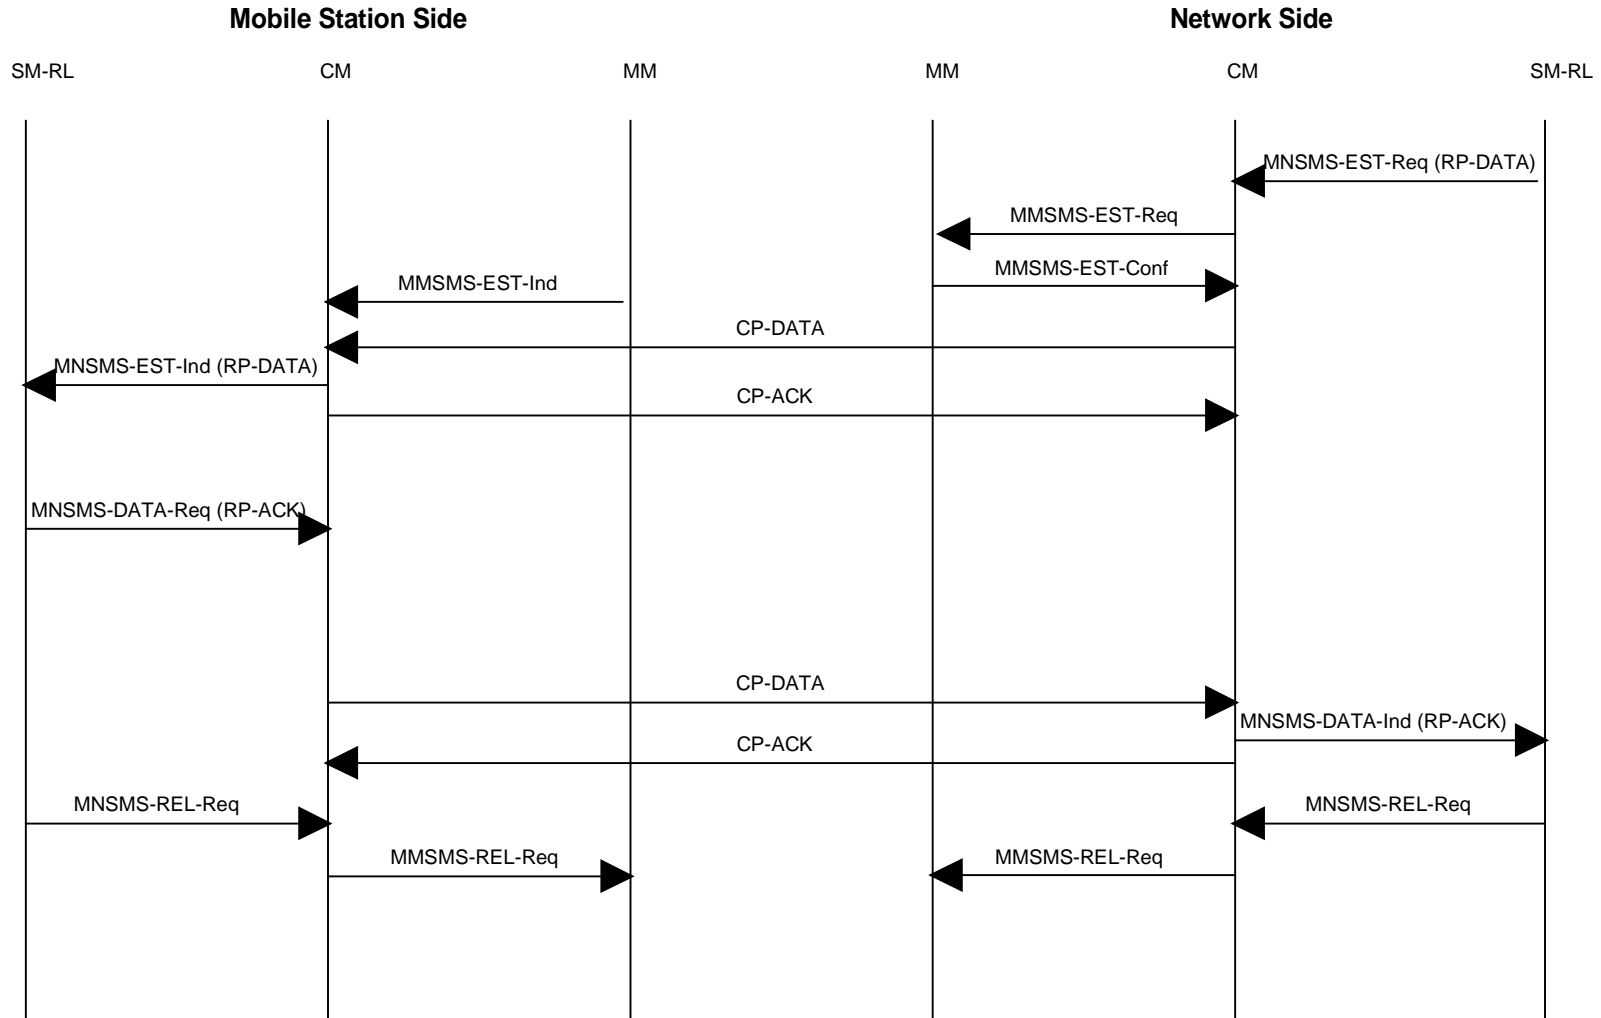 Mobile Station Side
Network Side
SM-RL
CM
MM
MM
CM
SM-RL
MNSMS-EST-Req (RP-DATA)
MMSMS-EST-Req
MMSMS-EST-Conf
MMSMS-EST-Ind
CP-DATA
MNSMS-EST-Ind (RP-DATA)
CP-ACK
MNSMS-DATA-Req (RP-ACK)
CP-DATA
MNSMS-DATA-Ind (RP-ACK)
CP-ACK
MNSMS-REL-Req
MNSMS-REL-Req
MMSMS-REL-Req
MMSMS-REL-Req